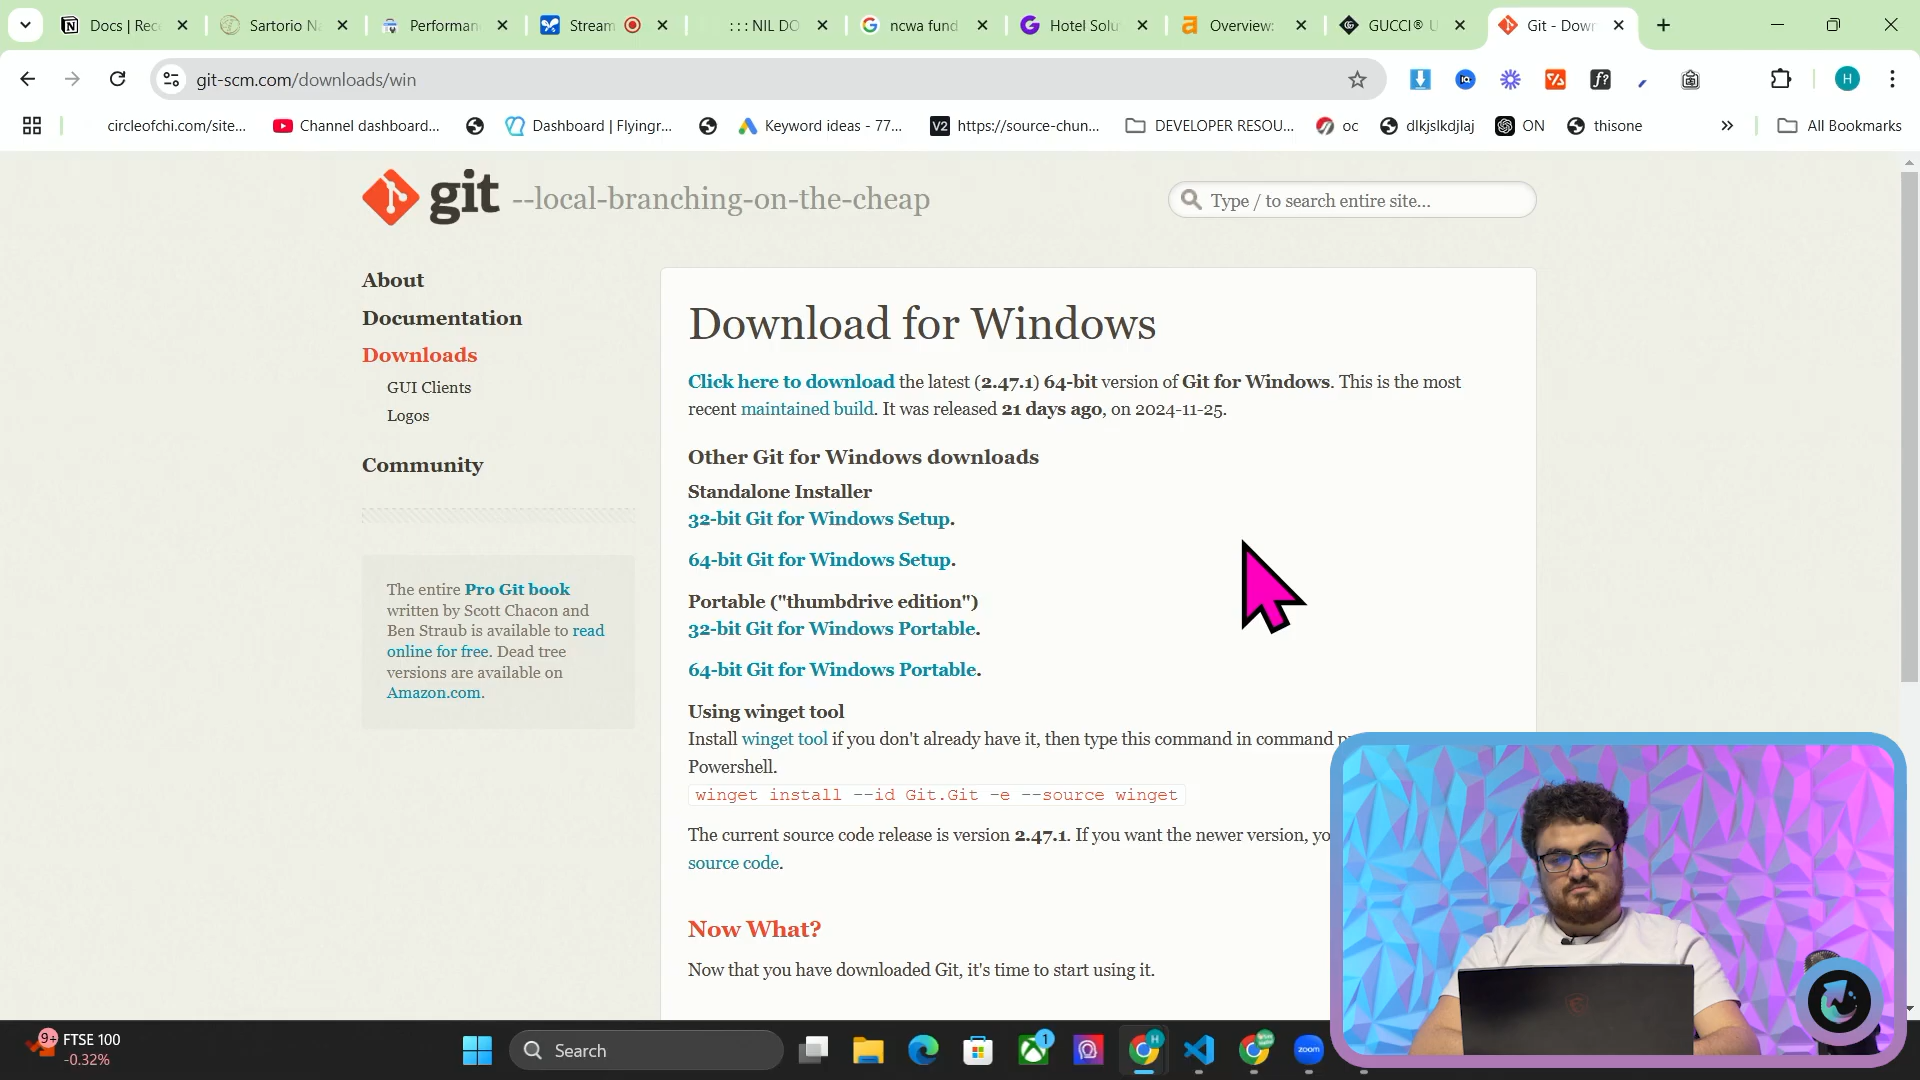 Docs | Rec
Sartorio N
Performan
Stream
: : : NIL DO
ncwa fund
Hotel Solu
Overview:
GUCCI® U
Git - Down
git-scm.com/downloads/win
H
circleofchi.com/site...
Channel dashboard...
Dashboard | Flyingr...
Keyword ideas - 77...
V2
https://source-chun...
DEVELOPER RESOU...
oc
dlkjslkdjlaj
ON
thisone
All Bookmarks
git --local-branching-on-the-cheap
Type / to search entire site...
About
Documentation
Downloads
GUI Clients
Logos
Community
The entire Pro Git book
written by Scott Chacon and
Ben Straub is available to read
online for free. Dead tree
versions are available on
Amazon.com.
Download for Windows
Click here to download the latest (2.47.1) 64-bit version of Git for Windows. This is the most
recent maintained build. It was released 21 days ago, on 2024-11-25.
Other Git for Windows downloads
Standalone Installer
32-bit Git for Windows Setup.
64-bit Git for Windows Setup.
Portable ("thumbdrive edition")
32-bit Git for Windows Portable.
64-bit Git for Windows Portable.
Using winget tool
Install winget tool if you don't already have it, then type this command in command p
Powershell.
winget install --id Git.Git -e --source winget
The current source code release is version 2.47.1. If you want the newer version, yo
source code.
Now What?
Now that you have downloaded Git, it's time to start using it.
9+
FTSE 100
-0.32%
Search
1
H
zoom